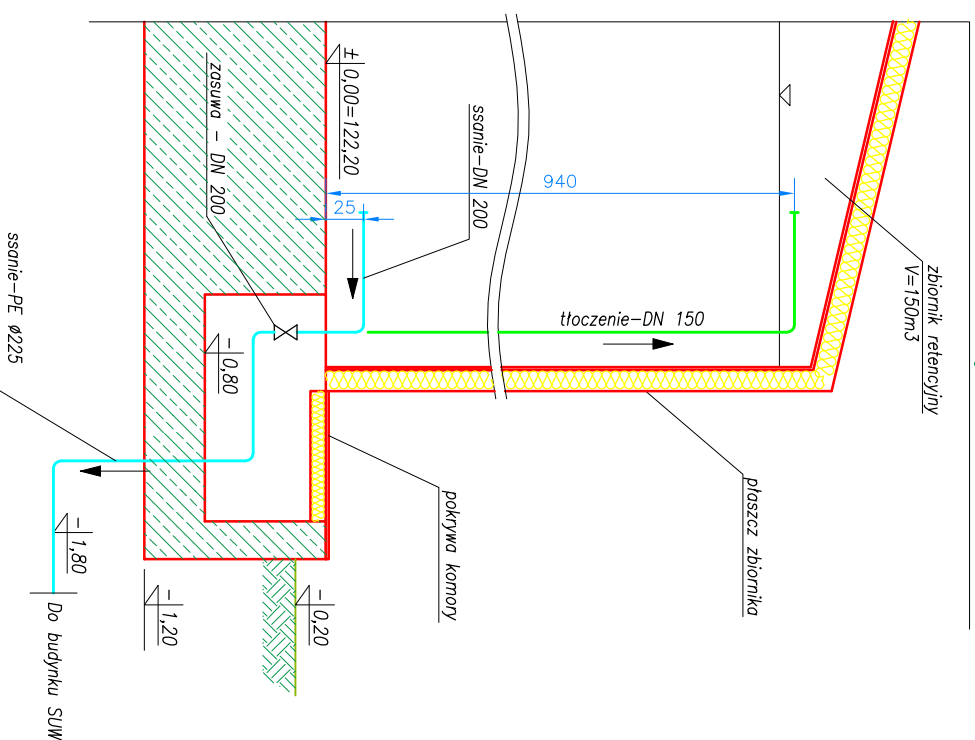 zbiornik retencyjny
V=150m3
płaszcz zbiornika
940
tłoczenie-DN 150
ssanie-DN 200
pokrywa komory
25
± 0,00=122,20
- 0,20
zasuwa - DN 200
- 0,80
- 1,20
- 1,80
Do budynku SUW
ssanie-PE ø225